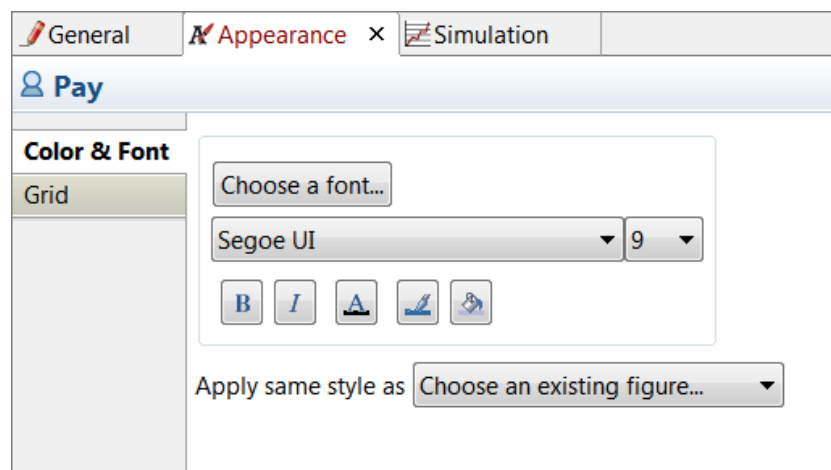 General Appearance Simulation
Pay
Color & Font
Grid
Choose a font...
Segoe UI 9
B I A
Apply same style as Choose an existing figure...